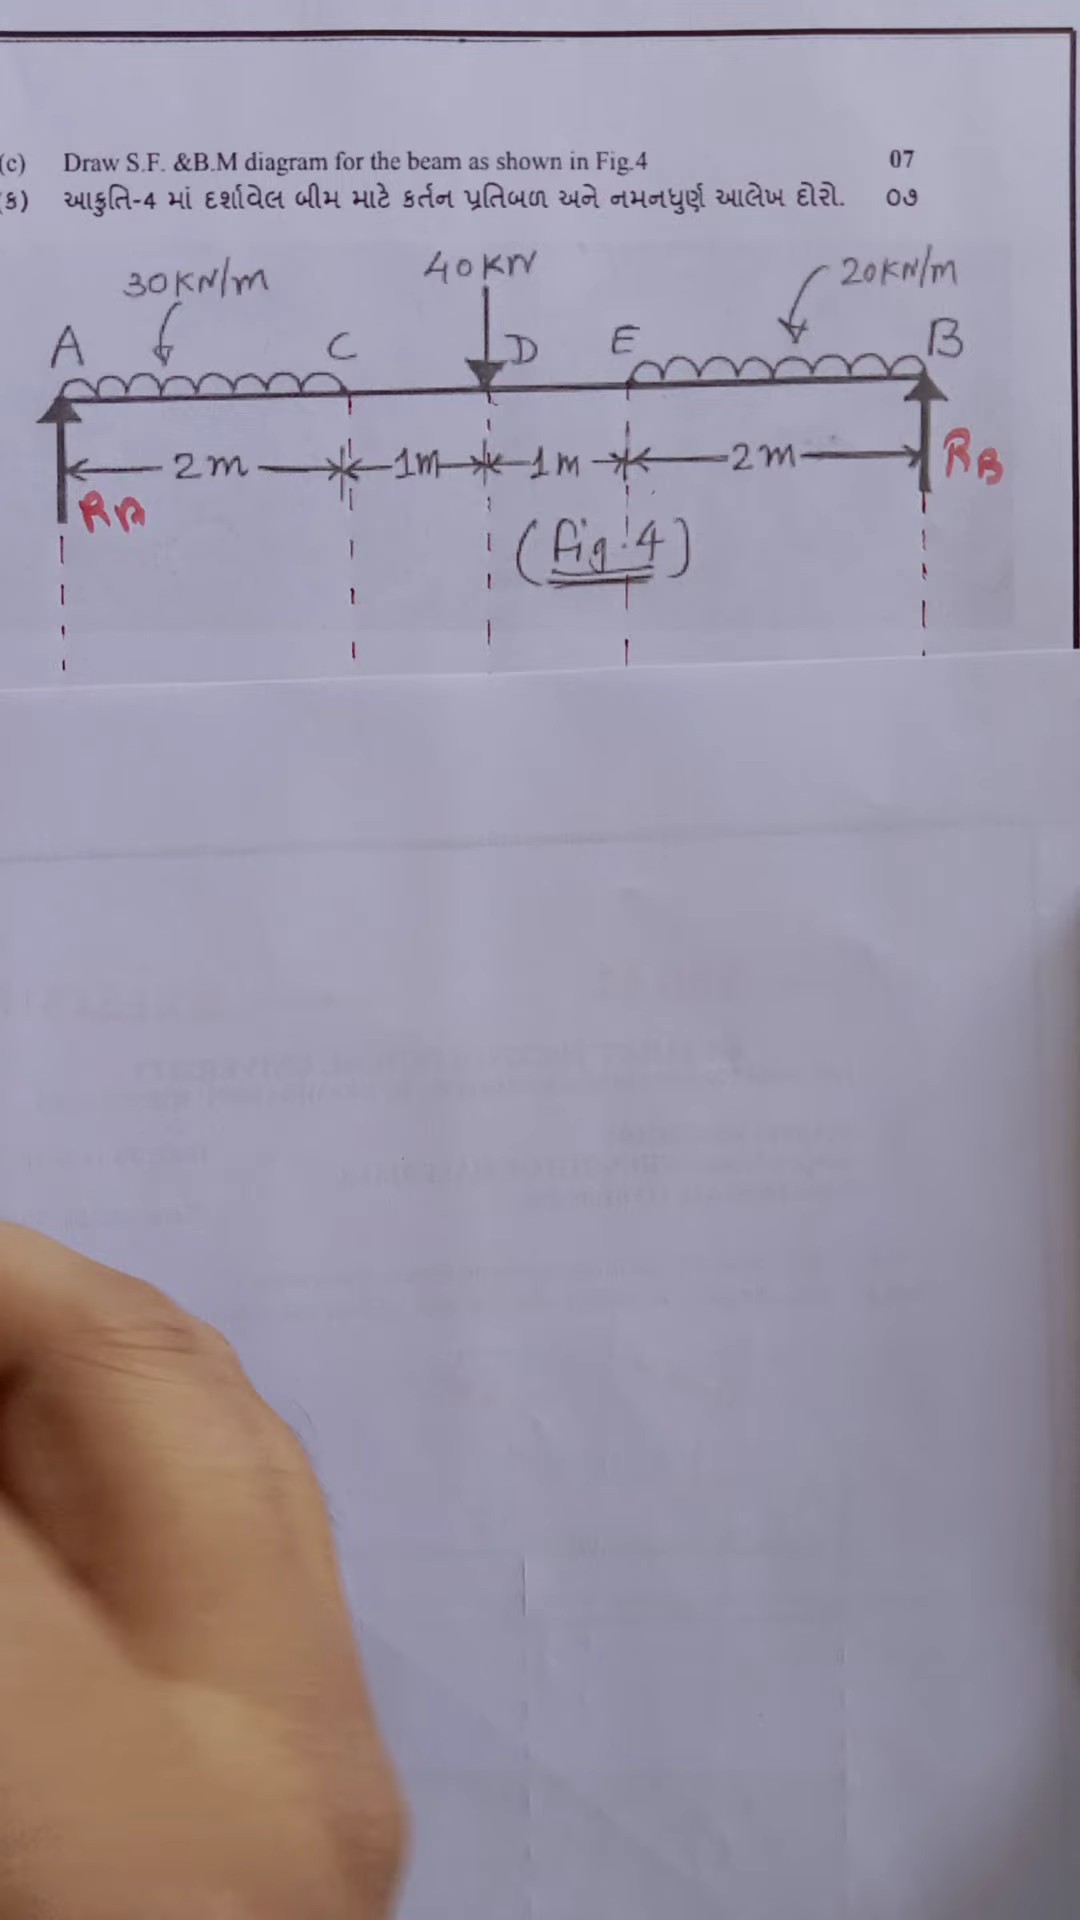 (c) Draw S.F. &B.M diagram for the beam as shown in Fig.4 07
(ક) આકૃતિ-4 માં દર્શાવેલ બીમ માટે કર્તન પ્રતિબળ અને નમનઘુર્ણ આલેખ દોરો. ૦૭
30KN/m 40KN 20KN/m
A C D E B
2m 1m 1m 2m
RA RB
(fig.4)